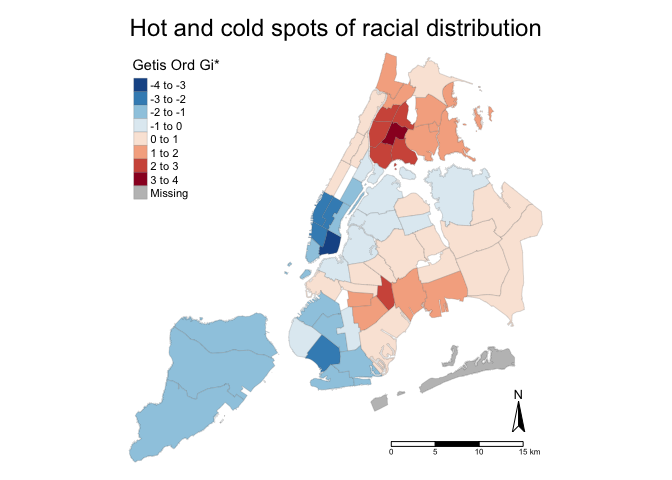 Hot and cold spots of racial distribution
Getis Ord Gi*
-4 to -3
-3 to -2
-2 to -1
-1 to 0
0 to 1
1 to 2
2 to 3
3 to 4
Missing
N
0 5 10 15 km